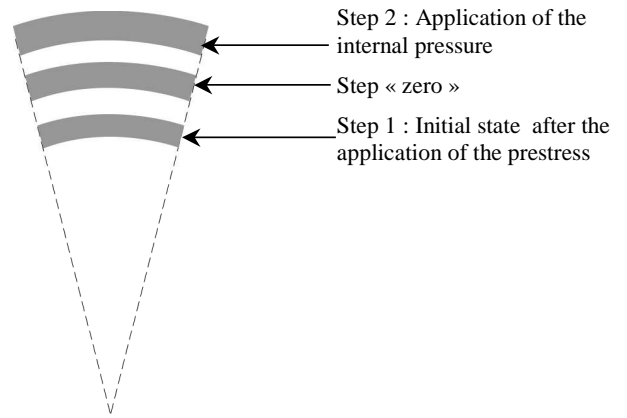 Step 2 : Application of the
internal pressure
Step « zero »
Step 1 : Initial state after the
application of the prestress